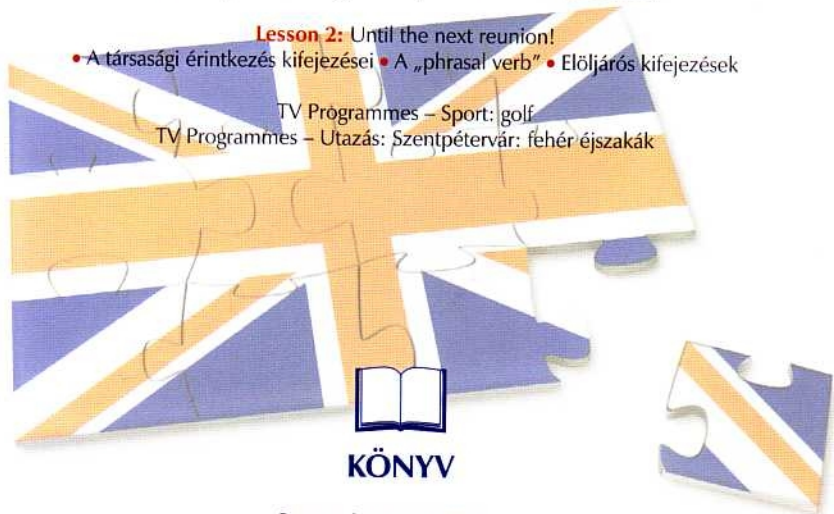 Lesson 2: Until the next reunion!
• A társasági érintkezés kifejezései • A „phrasal verb” • Elöljárós kifejezések
TV Programmes – Sport: golf
TV Programmes – Utazás: Szentpétervár: fehér éjszakák
KÖNYV